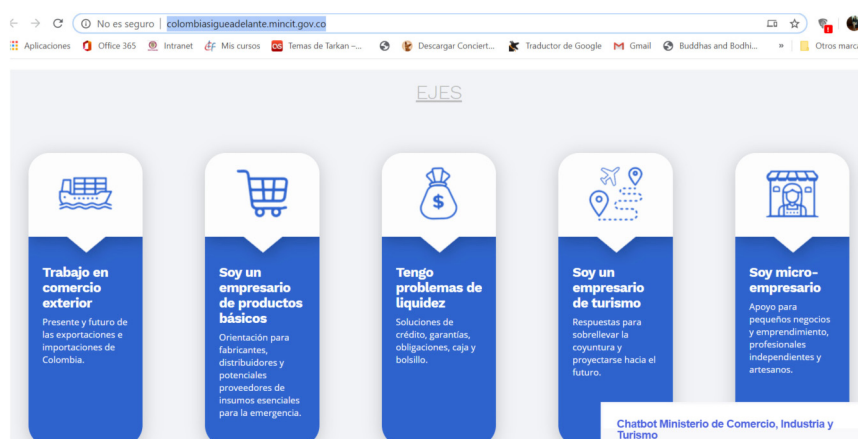 No es seguro | colombiasigueadelante.mincit.gov.co
Aplicaciones Office 365 Intranet Mis cursos Temas de Tarkan –... Descargar Conciert... Traductor de Google Gmail Buddhas and Bodhi... » Otros marca
EJES
Trabajo en
comercio
exterior
Presente y futuro de
las exportaciones e
importaciones de
Colombia.
Soy un
empresario
de productos
básicos
Orientación para
fabricantes,
distribuidores y
potenciales
proveedores de
insumos esenciales
para la emergencia.
Tengo
problemas de
liquidez
Soluciones de
crédito, garantías,
obligaciones, caja y
bolsillo.
Soy un
empresario
de turismo
Respuestas para
sobrellevar la
coyuntura y
proyectarse hacia el
futuro.
Soy micro-
empresario
Apoyo para
pequeños negocios
y emprendimiento,
profesionales
independientes y
artesanos.
Chatbot Ministerio de Comercio, Industria y
Turismo